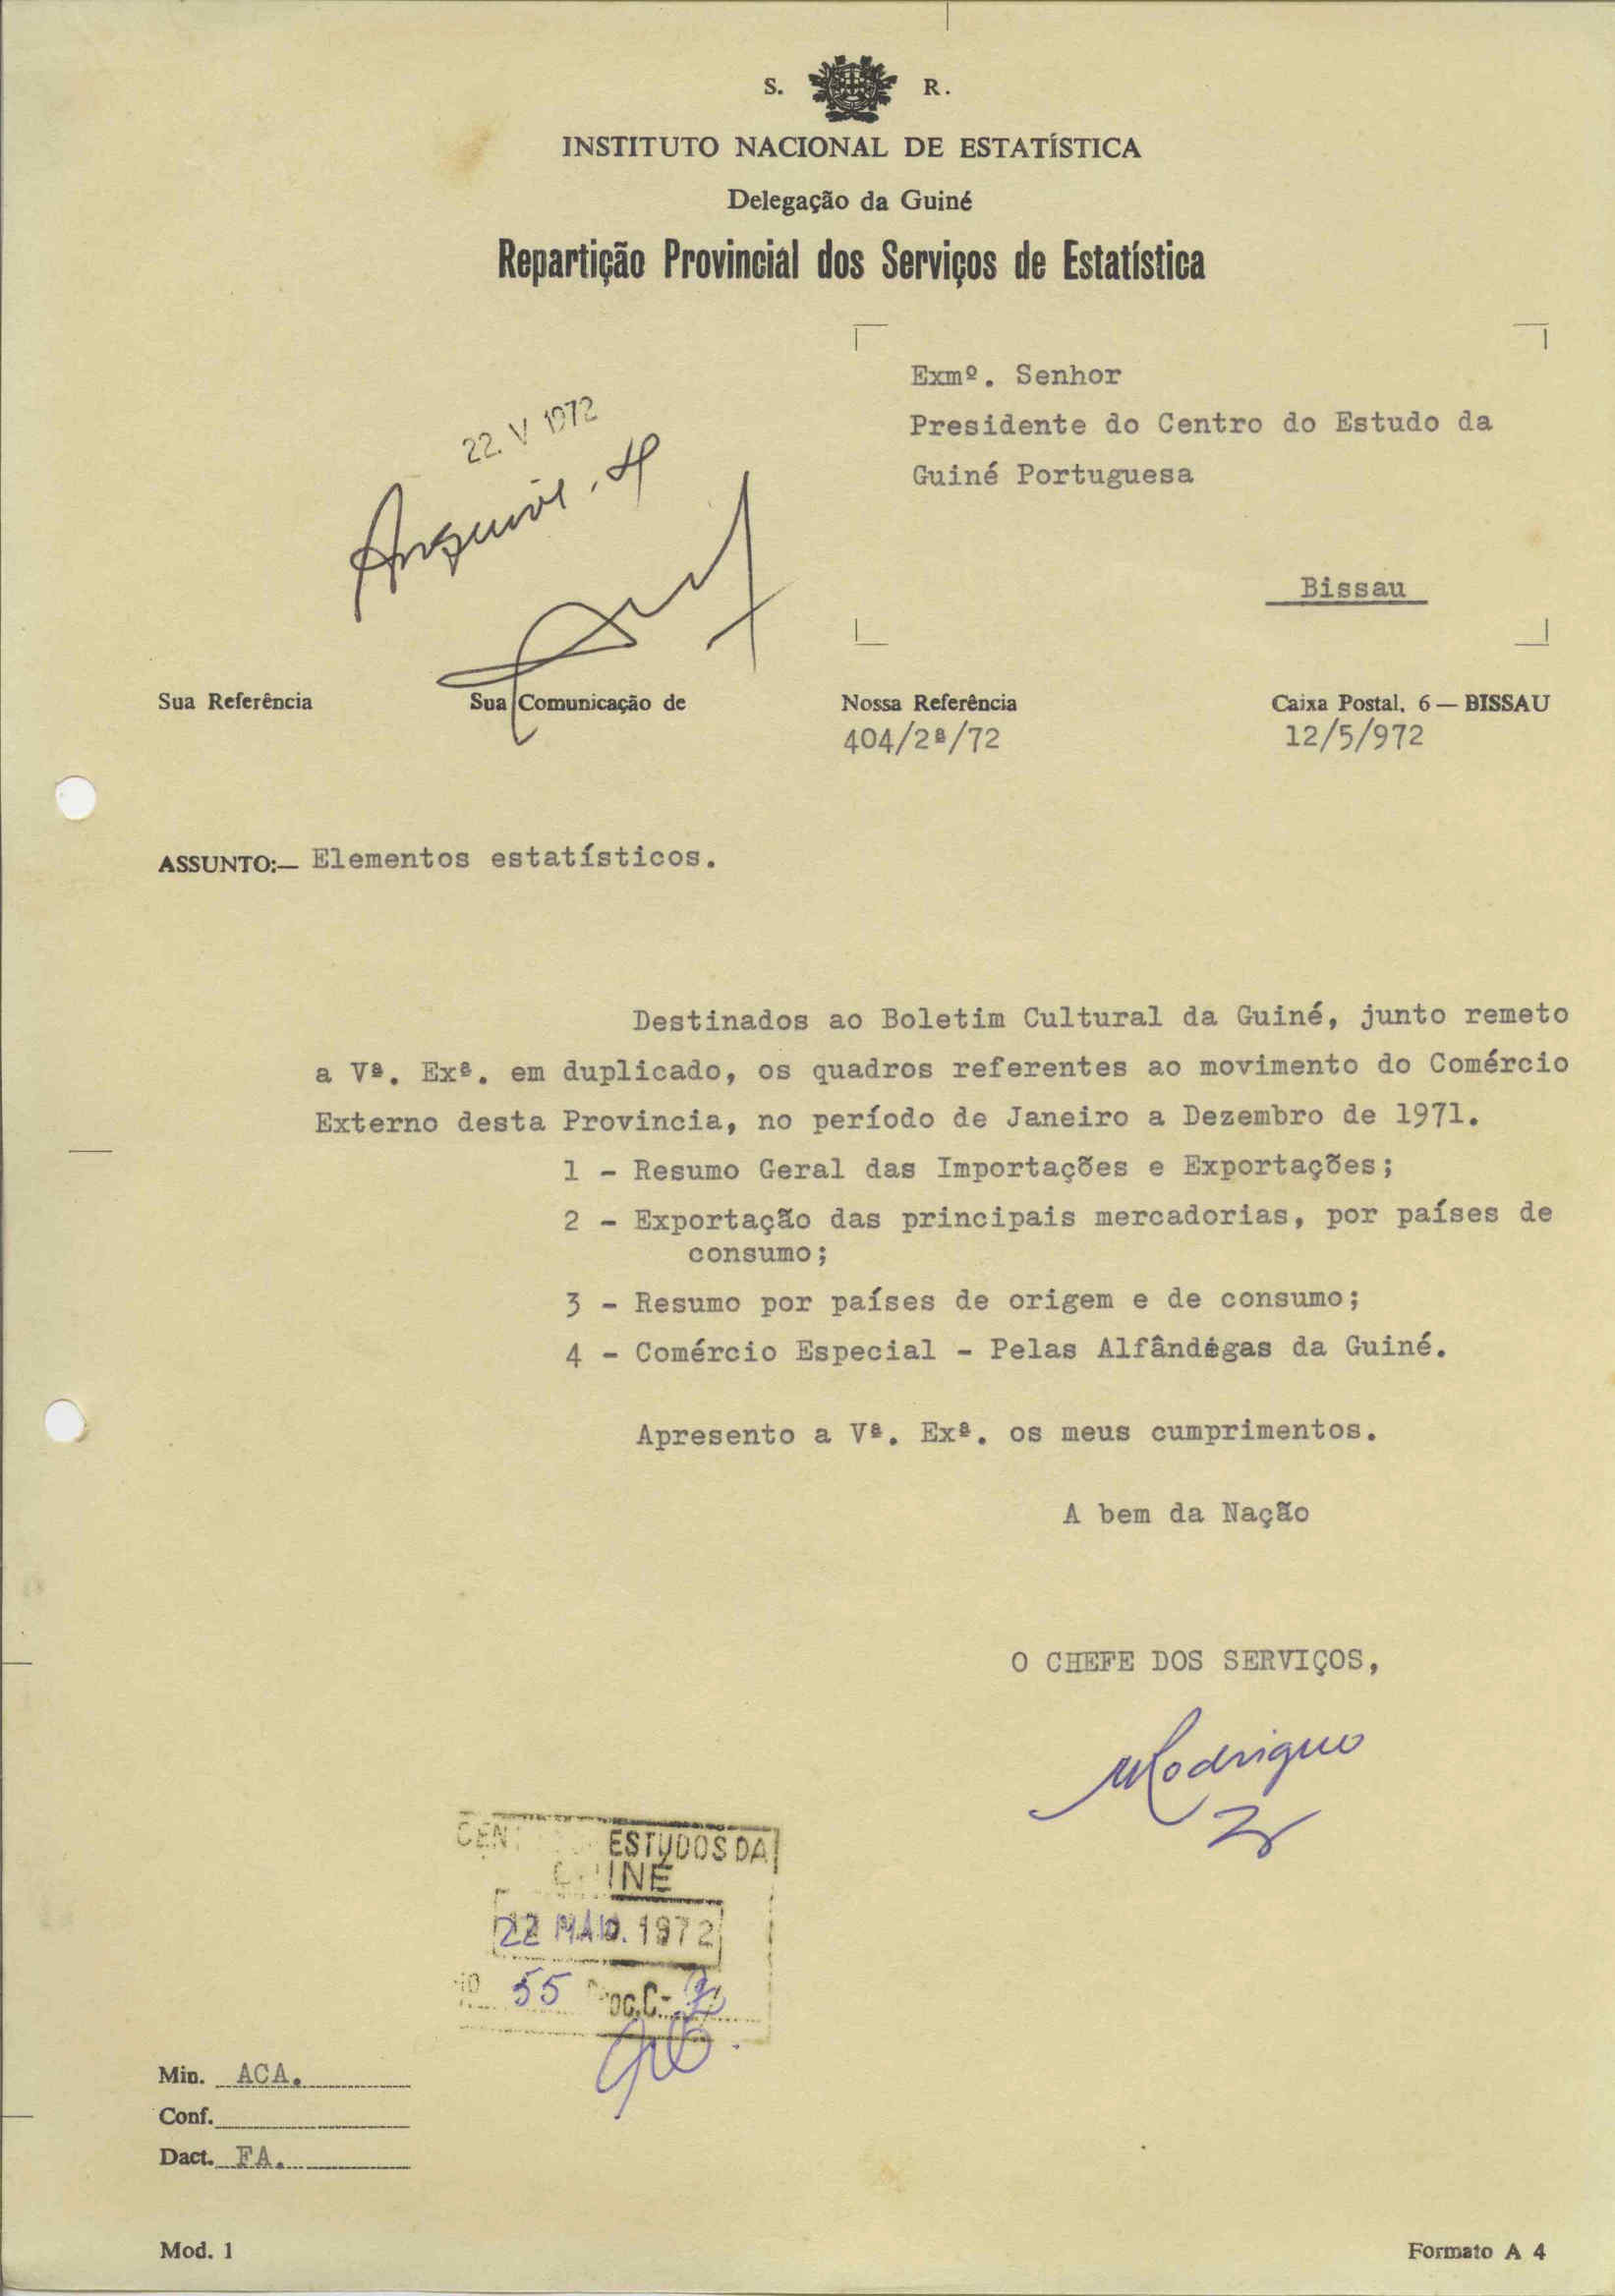 S. R.
INSTITUTO NACIONAL DE ESTATÍSTICA
Delegação da Guiné
Repartição Provincial dos Serviços de Estatística
Exmº. Senhor
Presidente do Centro do Estudo da
Guiné Portuguesa
Bissau
22. V 1972
Sua Referência
Sua Comunicação de
Nossa Referência
404/2ª/72
Caixa Postal, 6 — BISSAU
12/5/972
ASSUNTO:— Elementos estatísticos.
Destinados ao Boletim Cultural da Guiné, junto remeto
a Vª. Exª. em duplicado, os quadros referentes ao movimento do Comércio
Externo desta Provincia, no período de Janeiro a Dezembro de 1971.
1 - Resumo Geral das Importações e Exportações;
2 - Exportação das principais mercadorias, por países de
consumo;
3 - Resumo por países de origem e de consumo;
4 - Comércio Especial - Pelas Alfândegas da Guiné.
Apresento a Vª. Exª. os meus cumprimentos.
A bem da Nação
O CHEFE DOS SERVIÇOS,
ESTUDOS DA
22 MAIO. 1972
55
Min. ACA.
Conf.
Dact. FA.
Mod. 1
Formato A 4